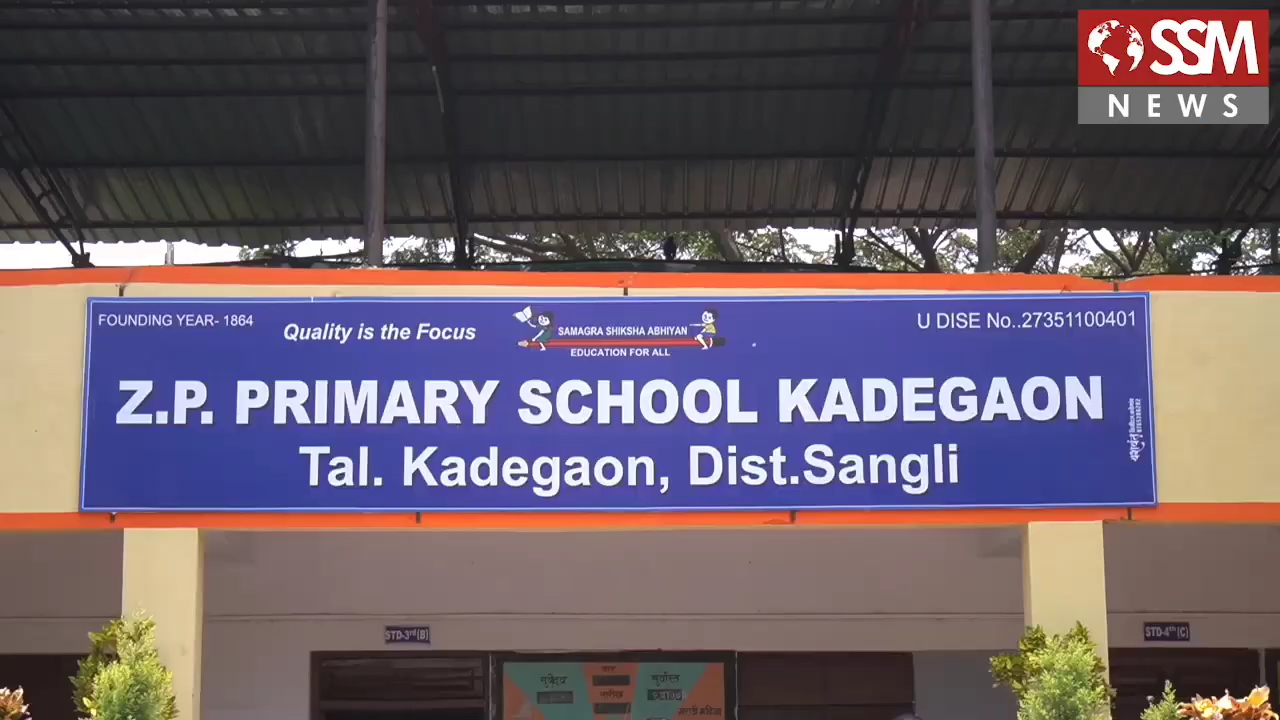 SSM
NEWS
FOUNDING YEAR- 1864
Quality is the Focus
SAMAGRA SHIKSHA ABHIYAN
EDUCATION FOR ALL
U DISE No..27351100401
Z.P. PRIMARY SCHOOL KADEGAON
Tal. Kadegaon, Dist.Sangli
STD-3rd(B)
STD-4th(C)
सूर्योदय
वार
सूर्यास्त
तारीख